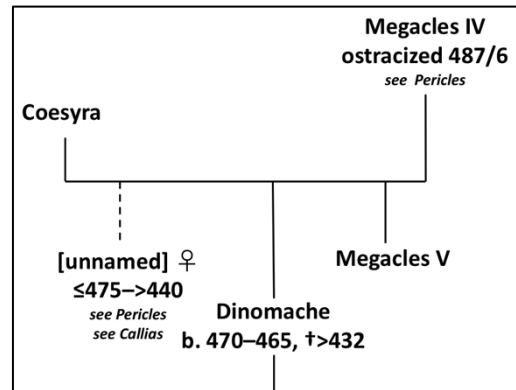 Megacles IV
ostracized 487/6
see Pericles
Coesyra
[unnamed] ♀
≤475–>440
see Pericles
see Callias
Megacles V
Dinomache
b. 470–465, †>432